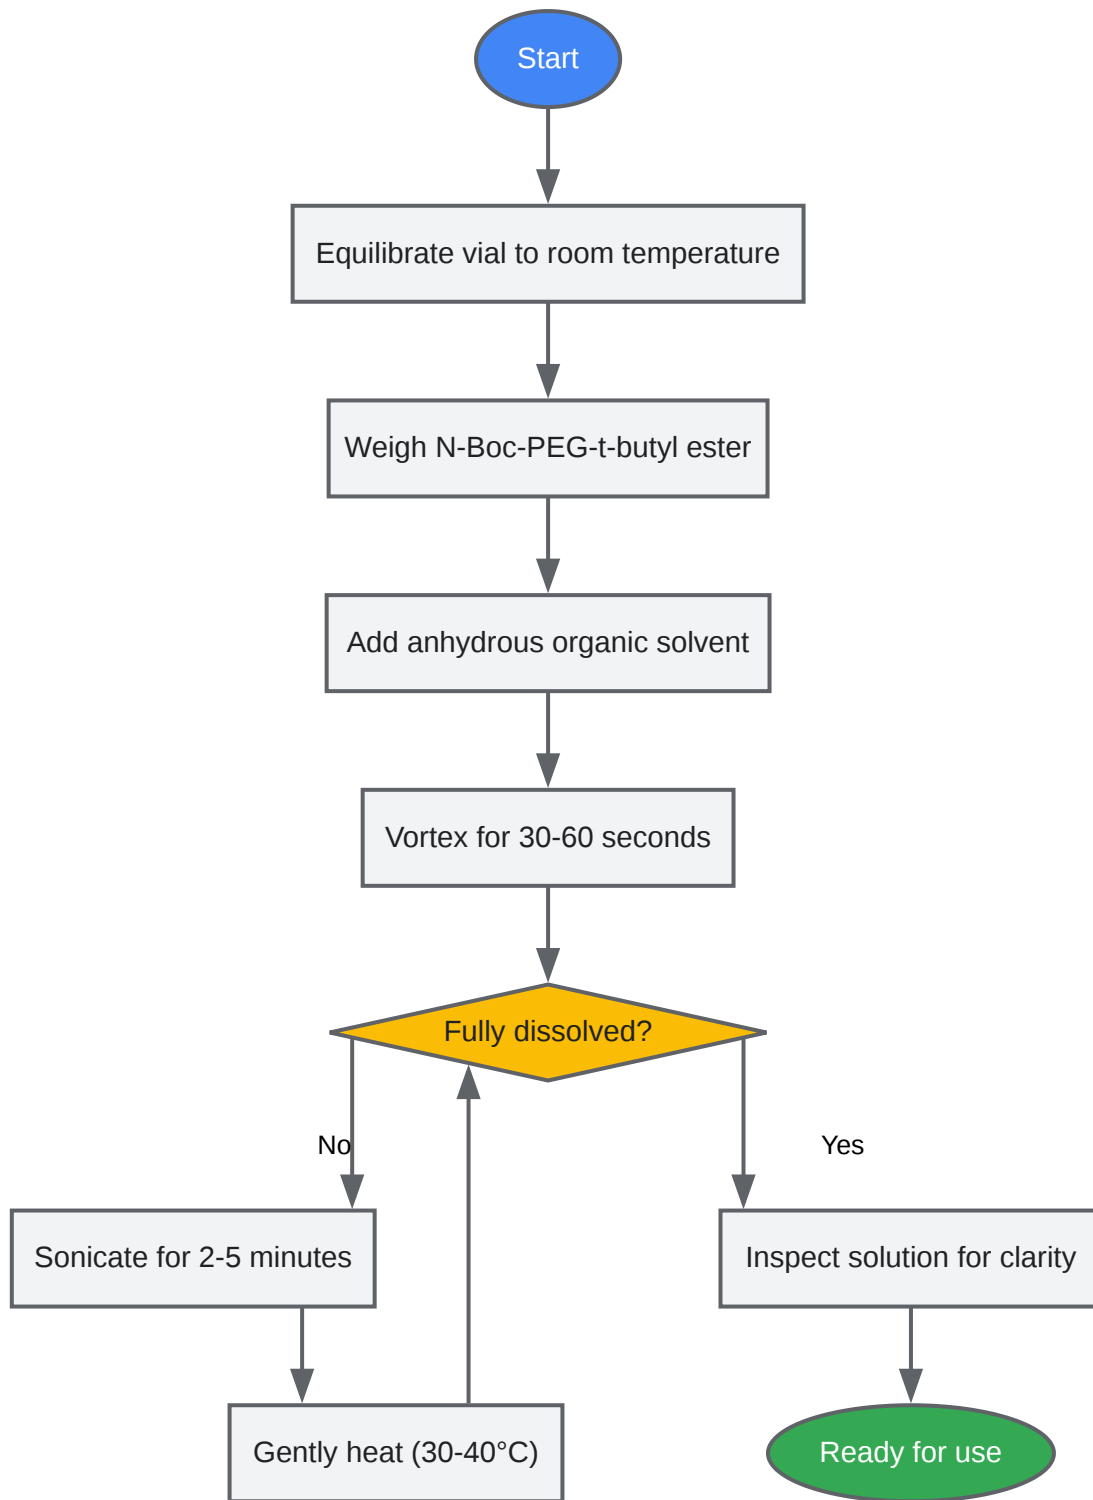 Start
Equilibrate vial to room temperature
Weigh N-Boc-PEG-t-butyl ester
Add anhydrous organic solvent
Vortex for 30-60 seconds
Fully dissolved?
No
Yes
Sonicate for 2-5 minutes
Inspect solution for clarity
Gently heat (30-40°C)
Ready for use